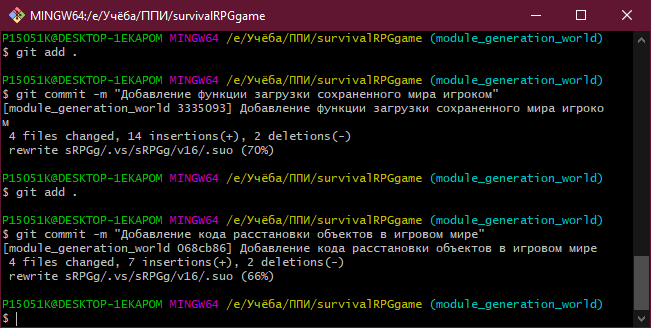 MINGW64:/e/Учёба/ППИ/survivalRPGgame
P15051K@DESKTOP-1EKAPOM MINGW64 /e/Учёба/ППИ/survivalRPGgame (module_generation_world)
$ git add .
P15051K@DESKTOP-1EKAPOM MINGW64 /e/Учёба/ППИ/survivalRPGgame (module_generation_world)
$ git commit -m "Добавление функции загрузки сохраненного мира игроком"
[module_generation_world 3335093] Добавление функции загрузки сохраненного мира игроко
м
4 files changed, 14 insertions(+), 2 deletions(-)
rewrite sRPGg/.vs/sRPGg/v16/.suo (70%)
P15051K@DESKTOP-1EKAPOM MINGW64 /e/Учёба/ППИ/survivalRPGgame (module_generation_world)
$ git add .
P15051K@DESKTOP-1EKAPOM MINGW64 /e/Учёба/ППИ/survivalRPGgame (module_generation_world)
$ git commit -m "Добавление кода расстановки объектов в игровом мире"
[module_generation_world 068cb86] Добавление кода расстановки объектов в игровом мире
4 files changed, 7 insertions(+), 2 deletions(-)
rewrite sRPGg/.vs/sRPGg/v16/.suo (66%)
P15051K@DESKTOP-1EKAPOM MINGW64 /e/Учёба/ППИ/survivalRPGgame (module_generation_world)
$